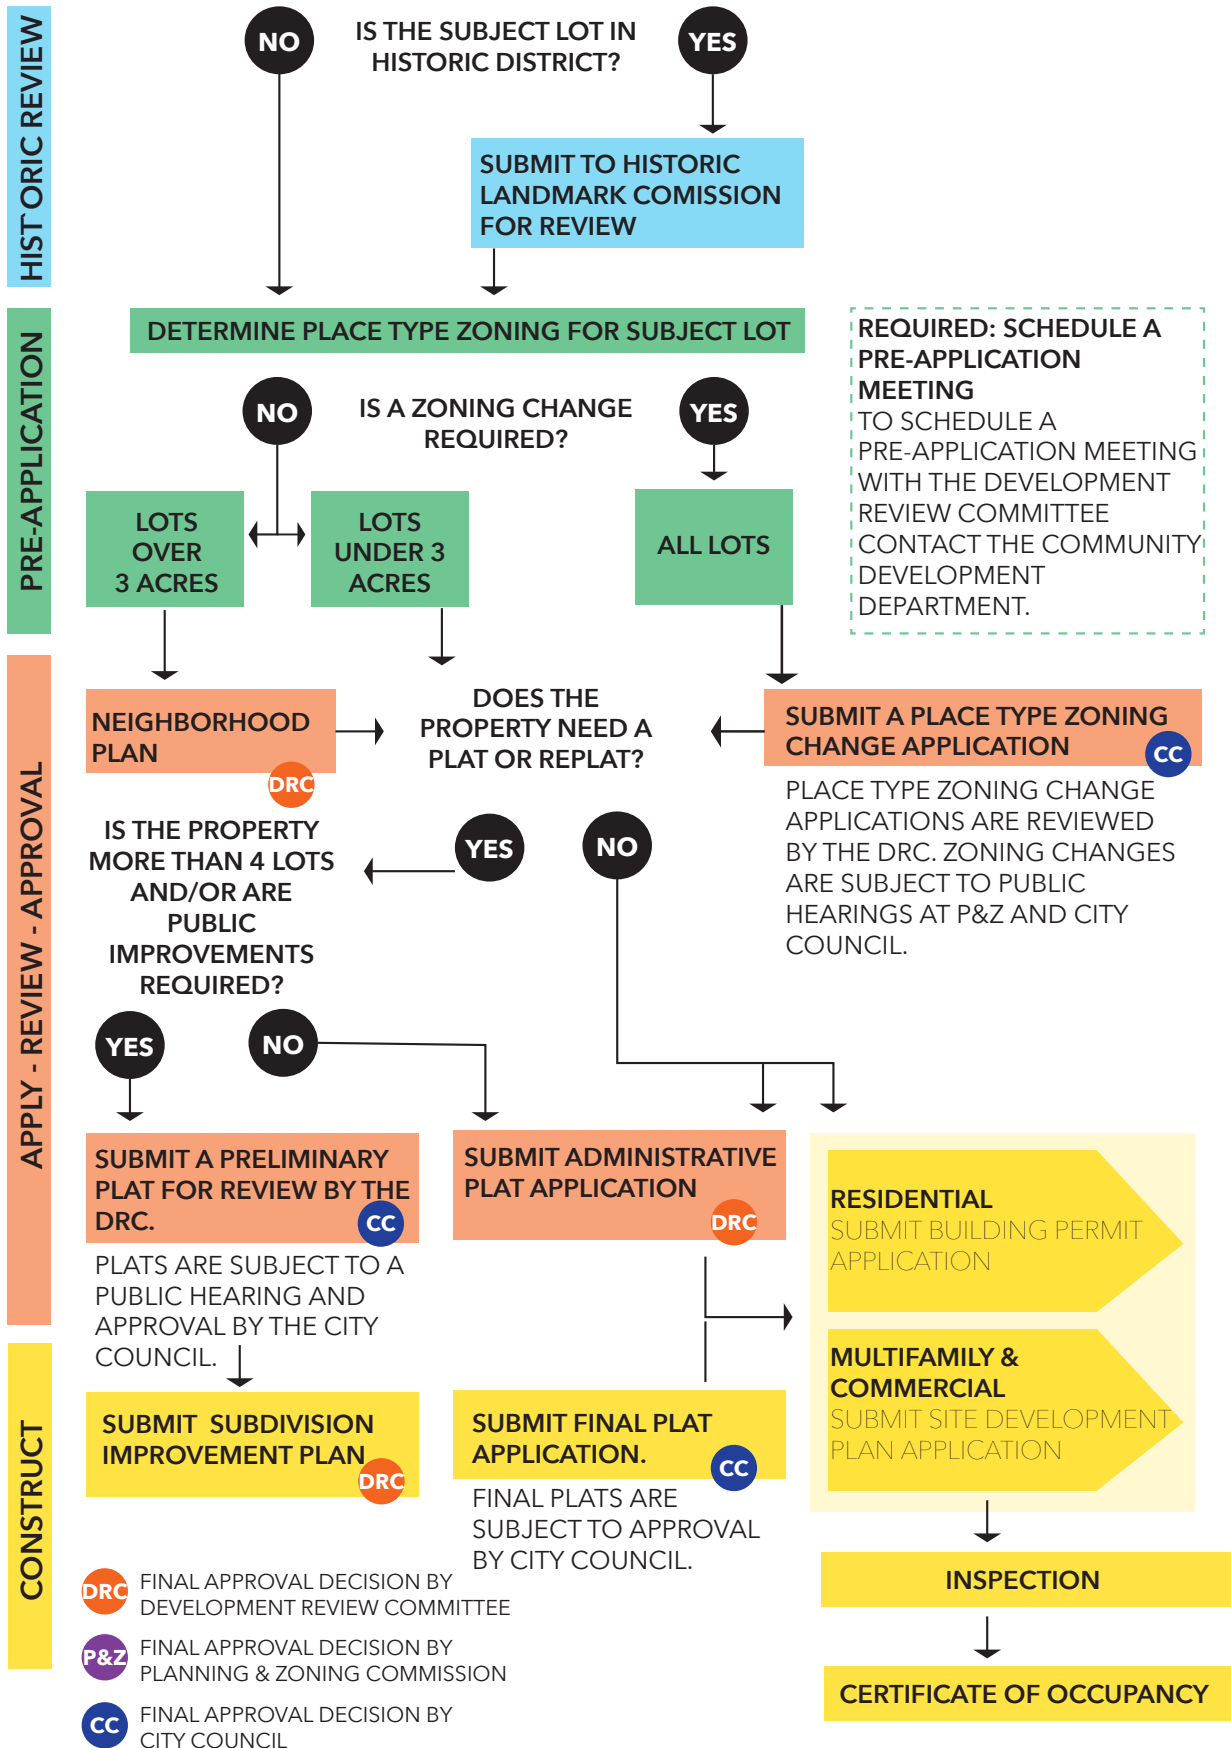 HISTORIC REVIEW
NO
IS THE SUBJECT LOT IN
HISTORIC DISTRICT?
YES
SUBMIT TO HISTORIC
LANDMARK COMISSION
FOR REVIEW
PRE-APPLICATION
DETERMINE PLACE TYPE ZONING FOR SUBJECT LOT
REQUIRED: SCHEDULE A
PRE-APPLICATION
MEETING
TO SCHEDULE A
PRE-APPLICATION MEETING
WITH THE DEVELOPMENT
REVIEW COMMITTEE
CONTACT THE COMMUNITY
DEVELOPMENT
DEPARTMENT.
NO
IS A ZONING CHANGE
REQUIRED?
YES
LOTS
OVER
3 ACRES
LOTS
UNDER 3
ACRES
ALL LOTS
APPLY - REVIEW - APPROVAL
NEIGHBORHOOD
PLAN
DRC
DOES THE
PROPERTY NEED A
PLAT OR REPLAT?
SUBMIT A PLACE TYPE ZONING
CHANGE APPLICATION
CC
PLACE TYPE ZONING CHANGE
APPLICATIONS ARE REVIEWED
BY THE DRC. ZONING CHANGES
ARE SUBJECT TO PUBLIC
HEARINGS AT P&Z AND CITY
COUNCIL.
IS THE PROPERTY
MORE THAN 4 LOTS
AND/OR ARE
PUBLIC
IMPROVEMENTS
REQUIRED?
YES
NO
YES
NO
SUBMIT A PRELIMINARY
PLAT FOR REVIEW BY THE
DRC.
CC
PLATS ARE SUBJECT TO A
PUBLIC HEARING AND
APPROVAL BY THE CITY
COUNCIL.
SUBMIT ADMINISTRATIVE
PLAT APPLICATION
DRC
RESIDENTIAL
SUBMIT BUILDING PERMIT
APPLICATION
MULTIFAMILY &
COMMERCIAL
SUBMIT SITE DEVELOPMENT
PLAN APPLICATION
CONSTRUCT
SUBMIT SUBDIVISION
IMPROVEMENT PLAN
DRC
SUBMIT FINAL PLAT
APPLICATION.
CC
FINAL PLATS ARE
SUBJECT TO APPROVAL
BY CITY COUNCIL.
INSPECTION
CERTIFICATE OF OCCUPANCY
DRC
FINAL APPROVAL DECISION BY
DEVELOPMENT REVIEW COMMITTEE
P&Z
FINAL APPROVAL DECISION BY
PLANNING & ZONING COMMISSION
CC
FINAL APPROVAL DECISION BY
CITY COUNCIL